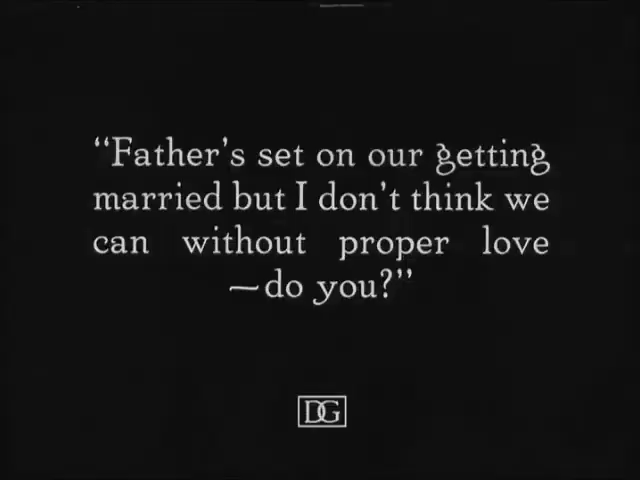 “Father’s set on our getting
married but I don’t think we
can without proper love
—do you?”
DG